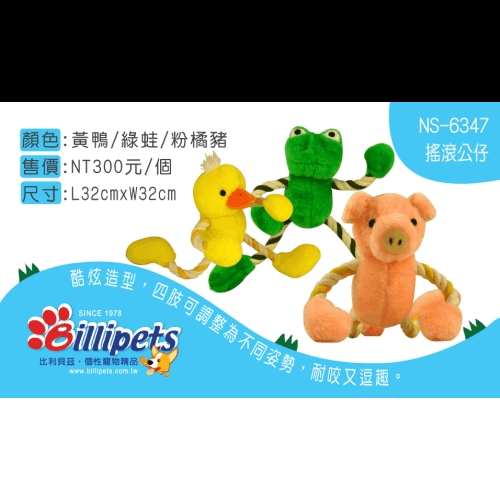 NS-6347
搖滾公仔
顏色:黃鴨/綠蛙/粉橘豬
售價:NT300元/個
尺寸:L32cmxW32cm
酷炫造型，四肢可調整為不同姿勢，耐咬又逗趣。
SINCE 1978
Billipets
比利貝茲・個性寵物精品
www.billipets.com.tw